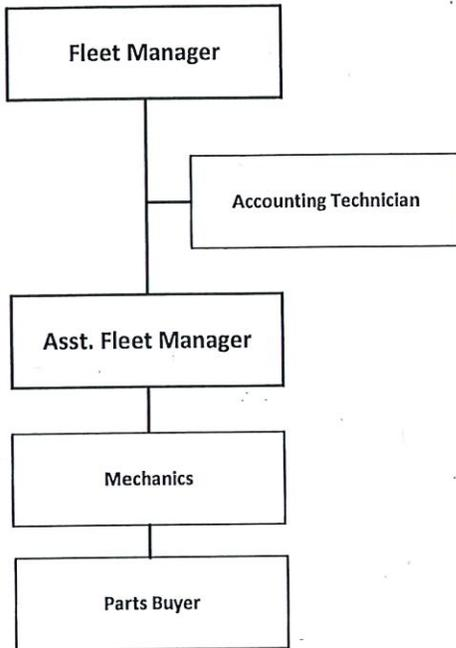 Fleet Manager
Accounting Technician
Asst. Fleet Manager
Mechanics
Parts Buyer